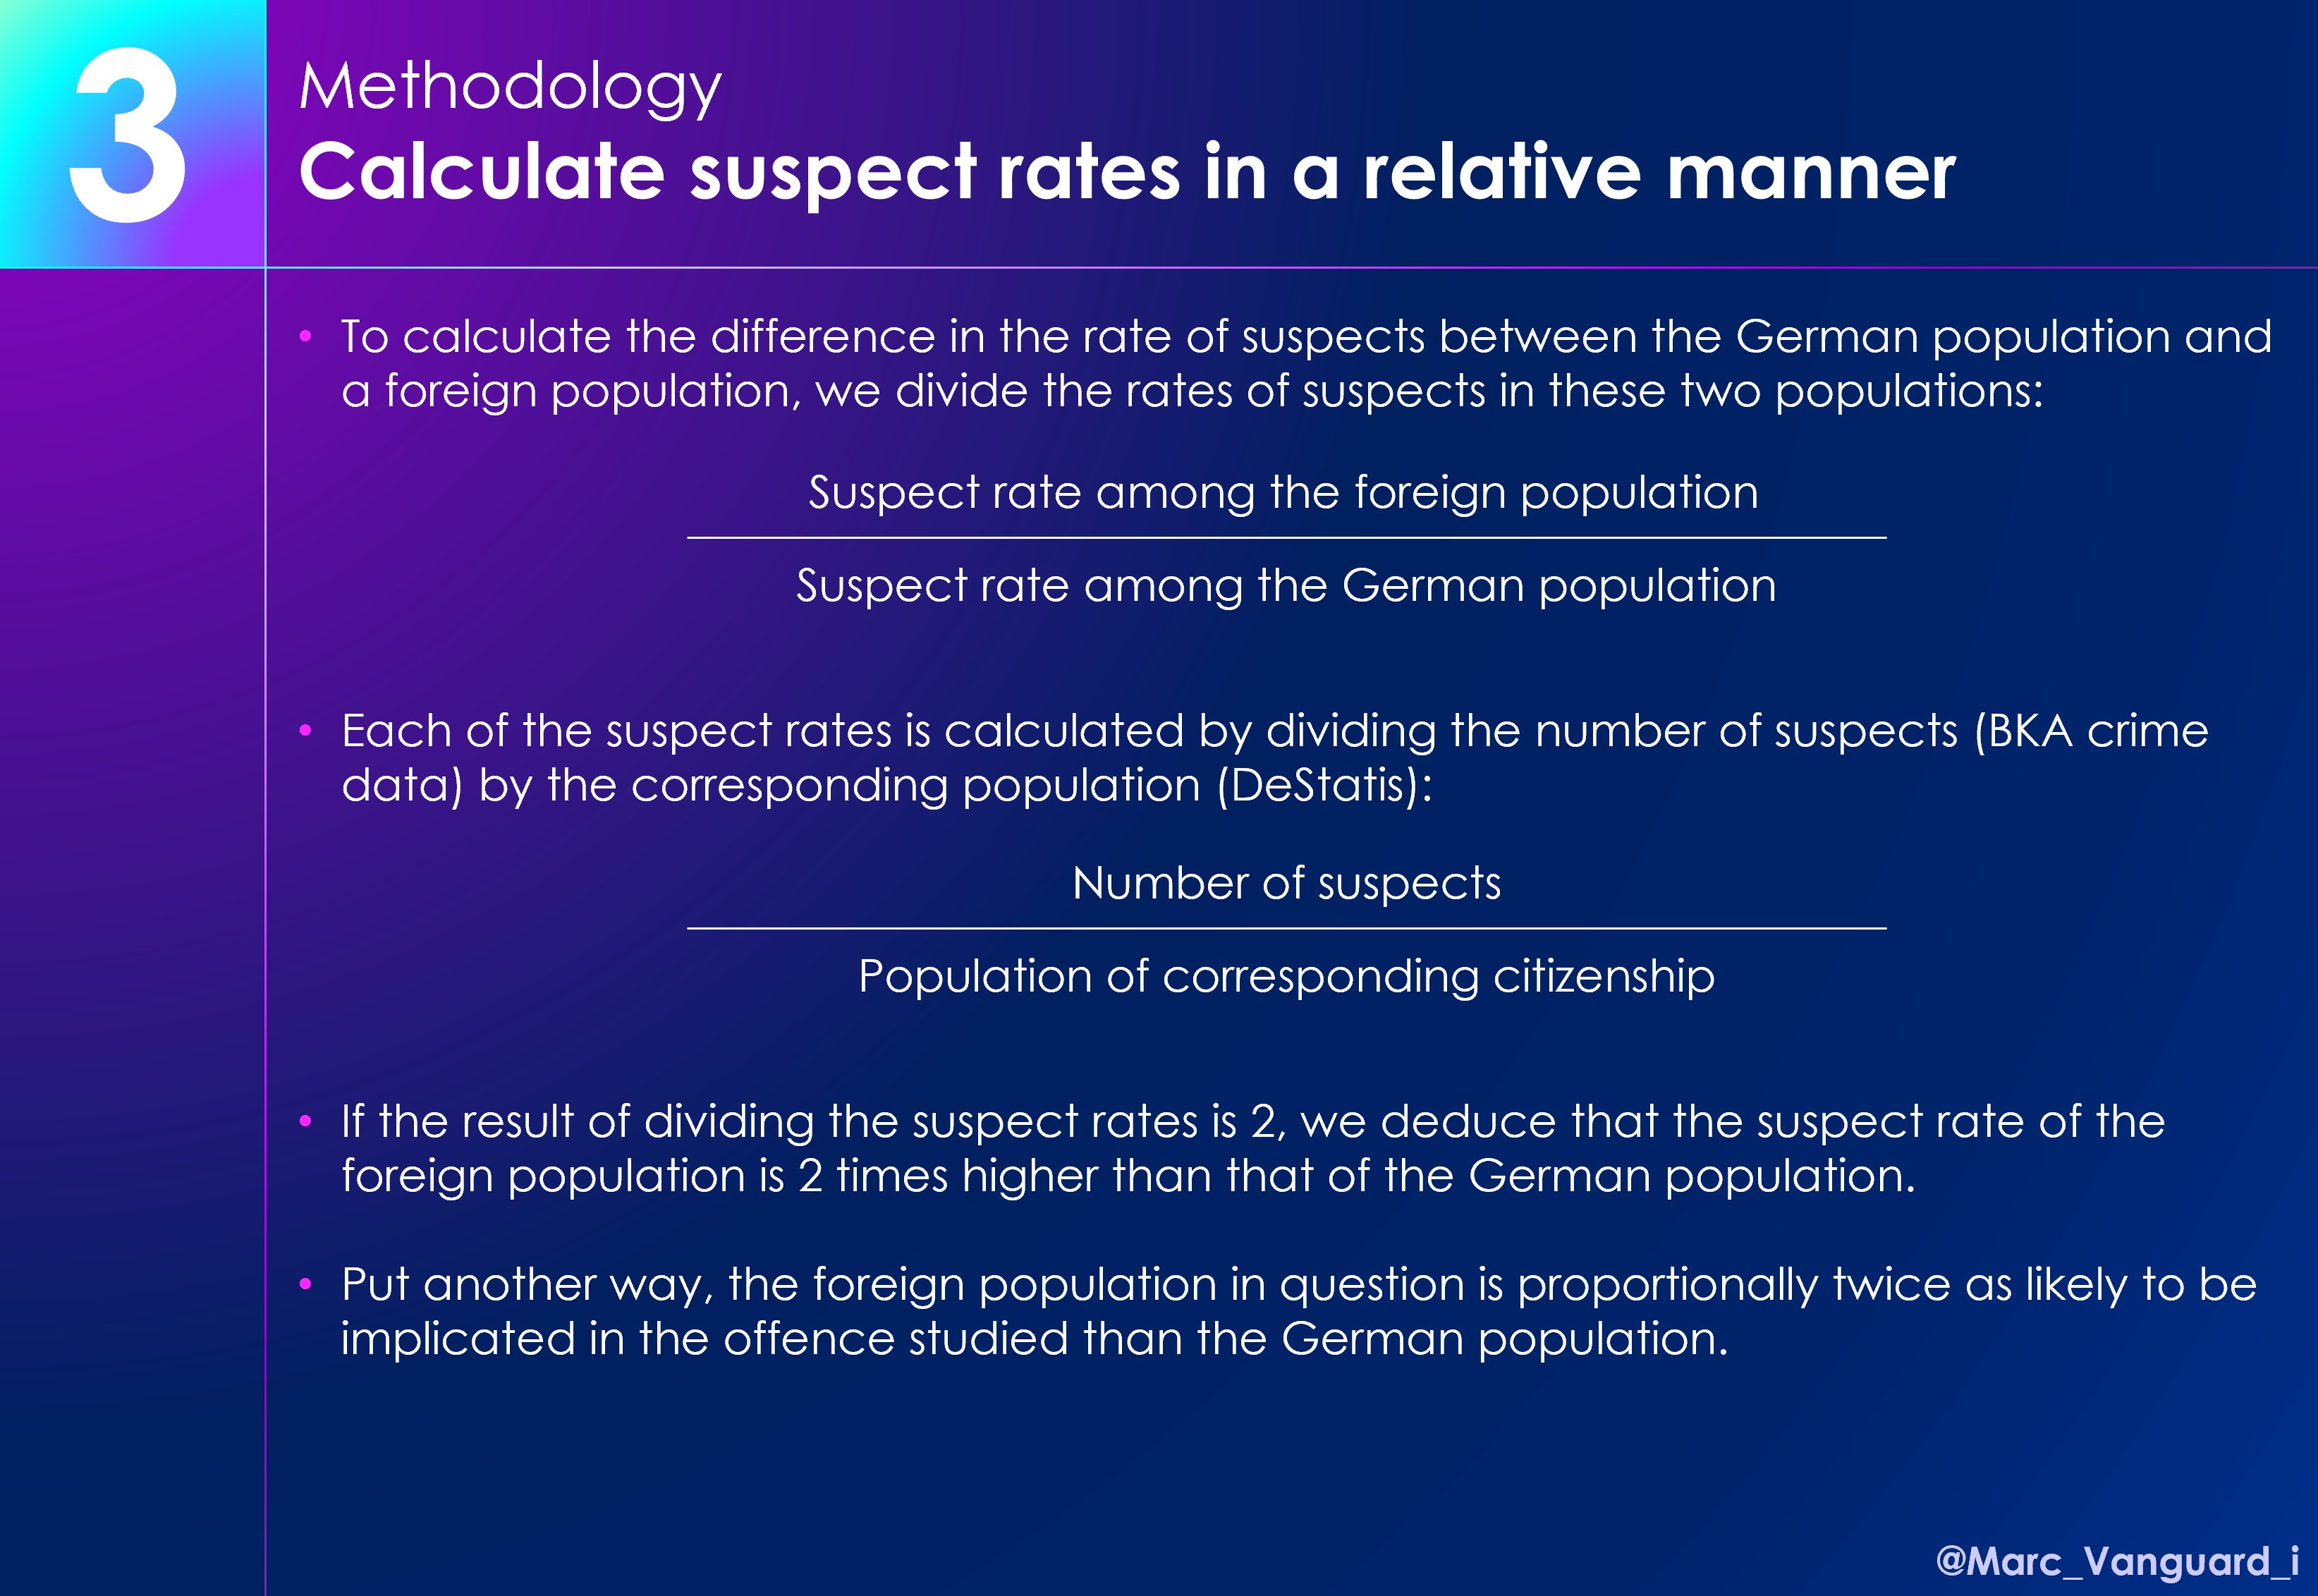 3
Methodology
Calculate suspect rates in a relative manner
• To calculate the difference in the rate of suspects between the German population and
a foreign population, we divide the rates of suspects in these two populations:
Suspect rate among the foreign population
Suspect rate among the German population
• Each of the suspect rates is calculated by dividing the number of suspects (BKA crime
data) by the corresponding population (DeStatis):
Number of suspects
Population of corresponding citizenship
• If the result of dividing the suspect rates is 2, we deduce that the suspect rate of the
foreign population is 2 times higher than that of the German population.
• Put another way, the foreign population in question is proportionally twice as likely to be
implicated in the offence studied than the German population.
@Marc_Vanguard_i